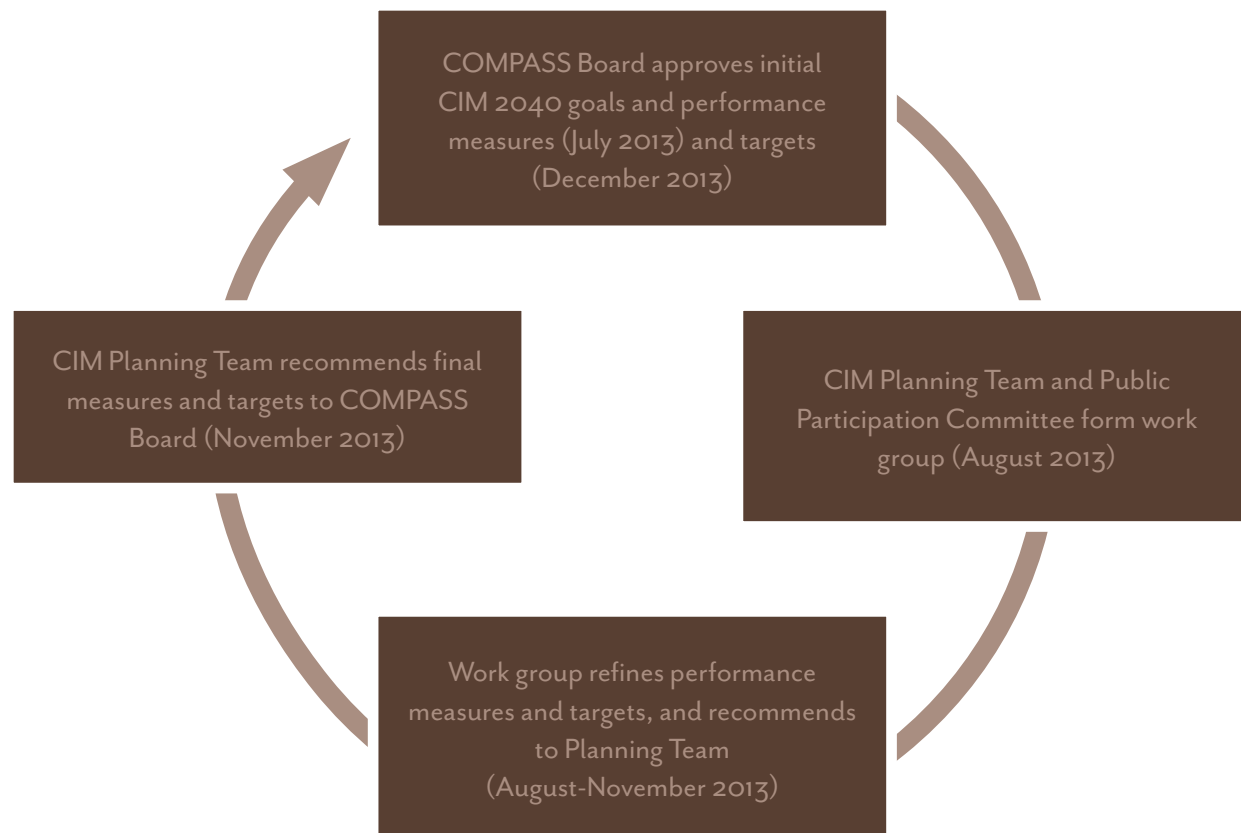 COMPASS Board approves initial
CIM 2040 goals and performance
measures (July 2013) and targets
(December 2013)
CIM Planning Team and Public
Participation Committee form work
group (August 2013)
Work group refines performance
measures and targets, and recommends
to Planning Team
(August-November 2013)
CIM Planning Team recommends final
measures and targets to COMPASS
Board (November 2013)